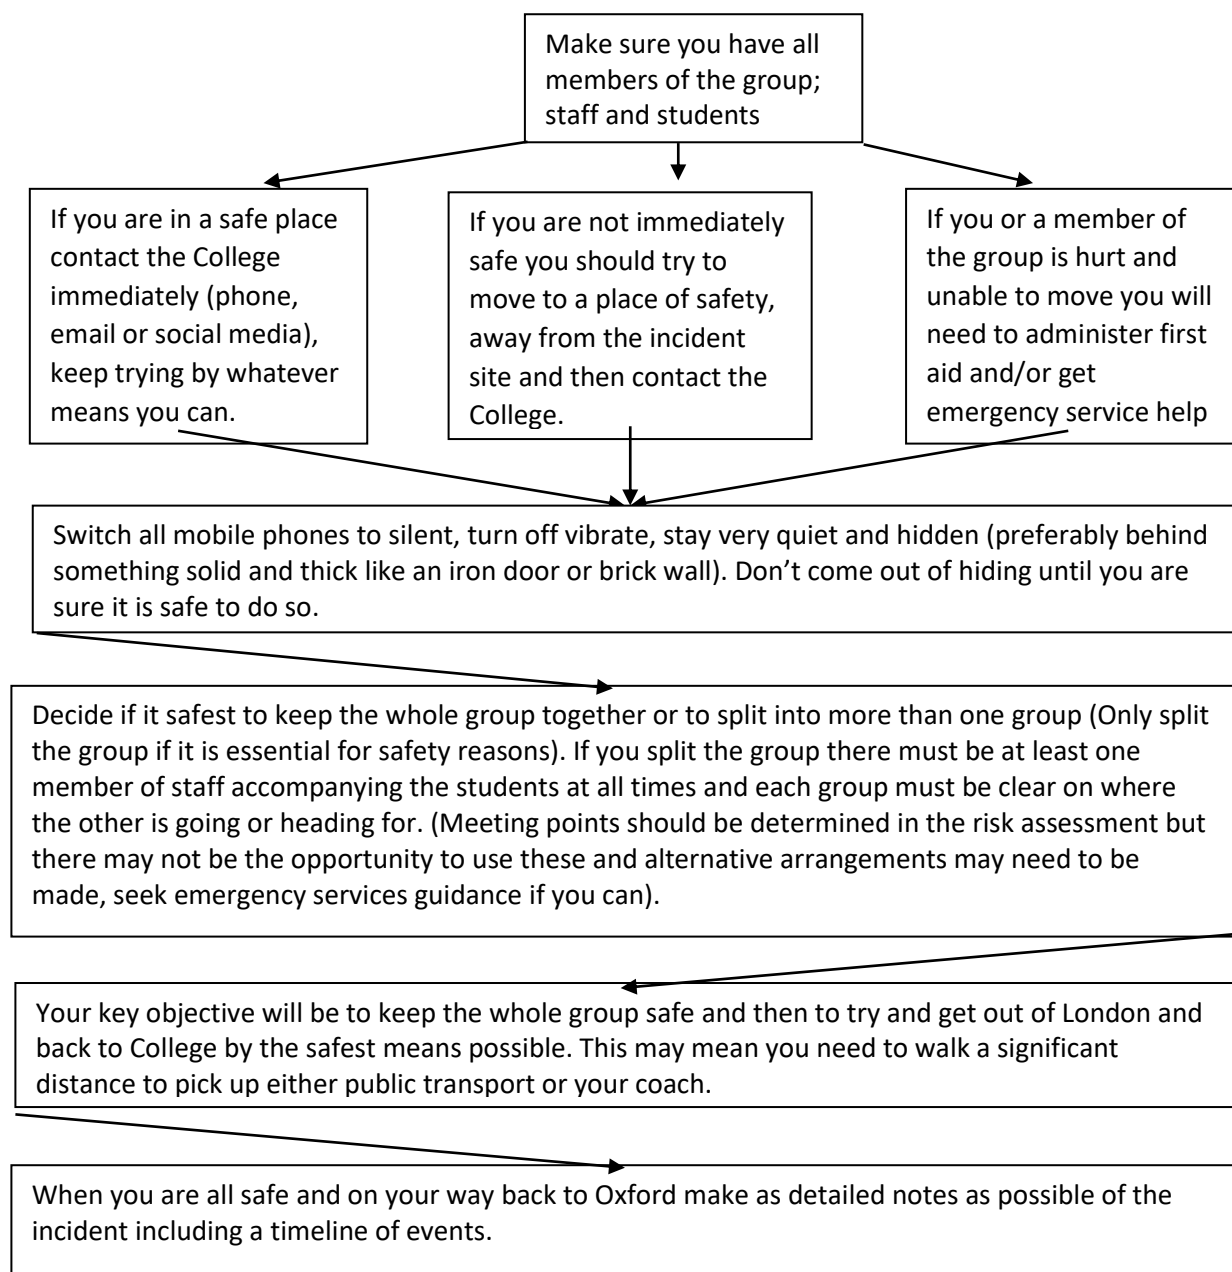 Make sure you have all
members of the group;
staff and students
If you are in a safe place
contact the College
immediately (phone,
email or social media),
keep trying by whatever
means you can.
If you are not immediately
safe you should try to
move to a place of safety,
away from the incident
site and then contact the
College.
If you or a member of
the group is hurt and
unable to move you will
need to administer first
aid and/or get
emergency service help
Switch all mobile phones to silent, turn off vibrate, stay very quiet and hidden (preferably behind
something solid and thick like an iron door or brick wall). Don’t come out of hiding until you are
sure it is safe to do so.
Decide if it safest to keep the whole group together or to split into more than one group (Only split
the group if it is essential for safety reasons). If you split the group there must be at least one
member of staff accompanying the students at all times and each group must be clear on where
the other is going or heading for. (Meeting points should be determined in the risk assessment but
there may not be the opportunity to use these and alternative arrangements may need to be
made, seek emergency services guidance if you can).
Your key objective will be to keep the whole group safe and then to try and get out of London and
back to College by the safest means possible. This may mean you need to walk a significant
distance to pick up either public transport or your coach.
When you are all safe and on your way back to Oxford make as detailed notes as possible of the
incident including a timeline of events.